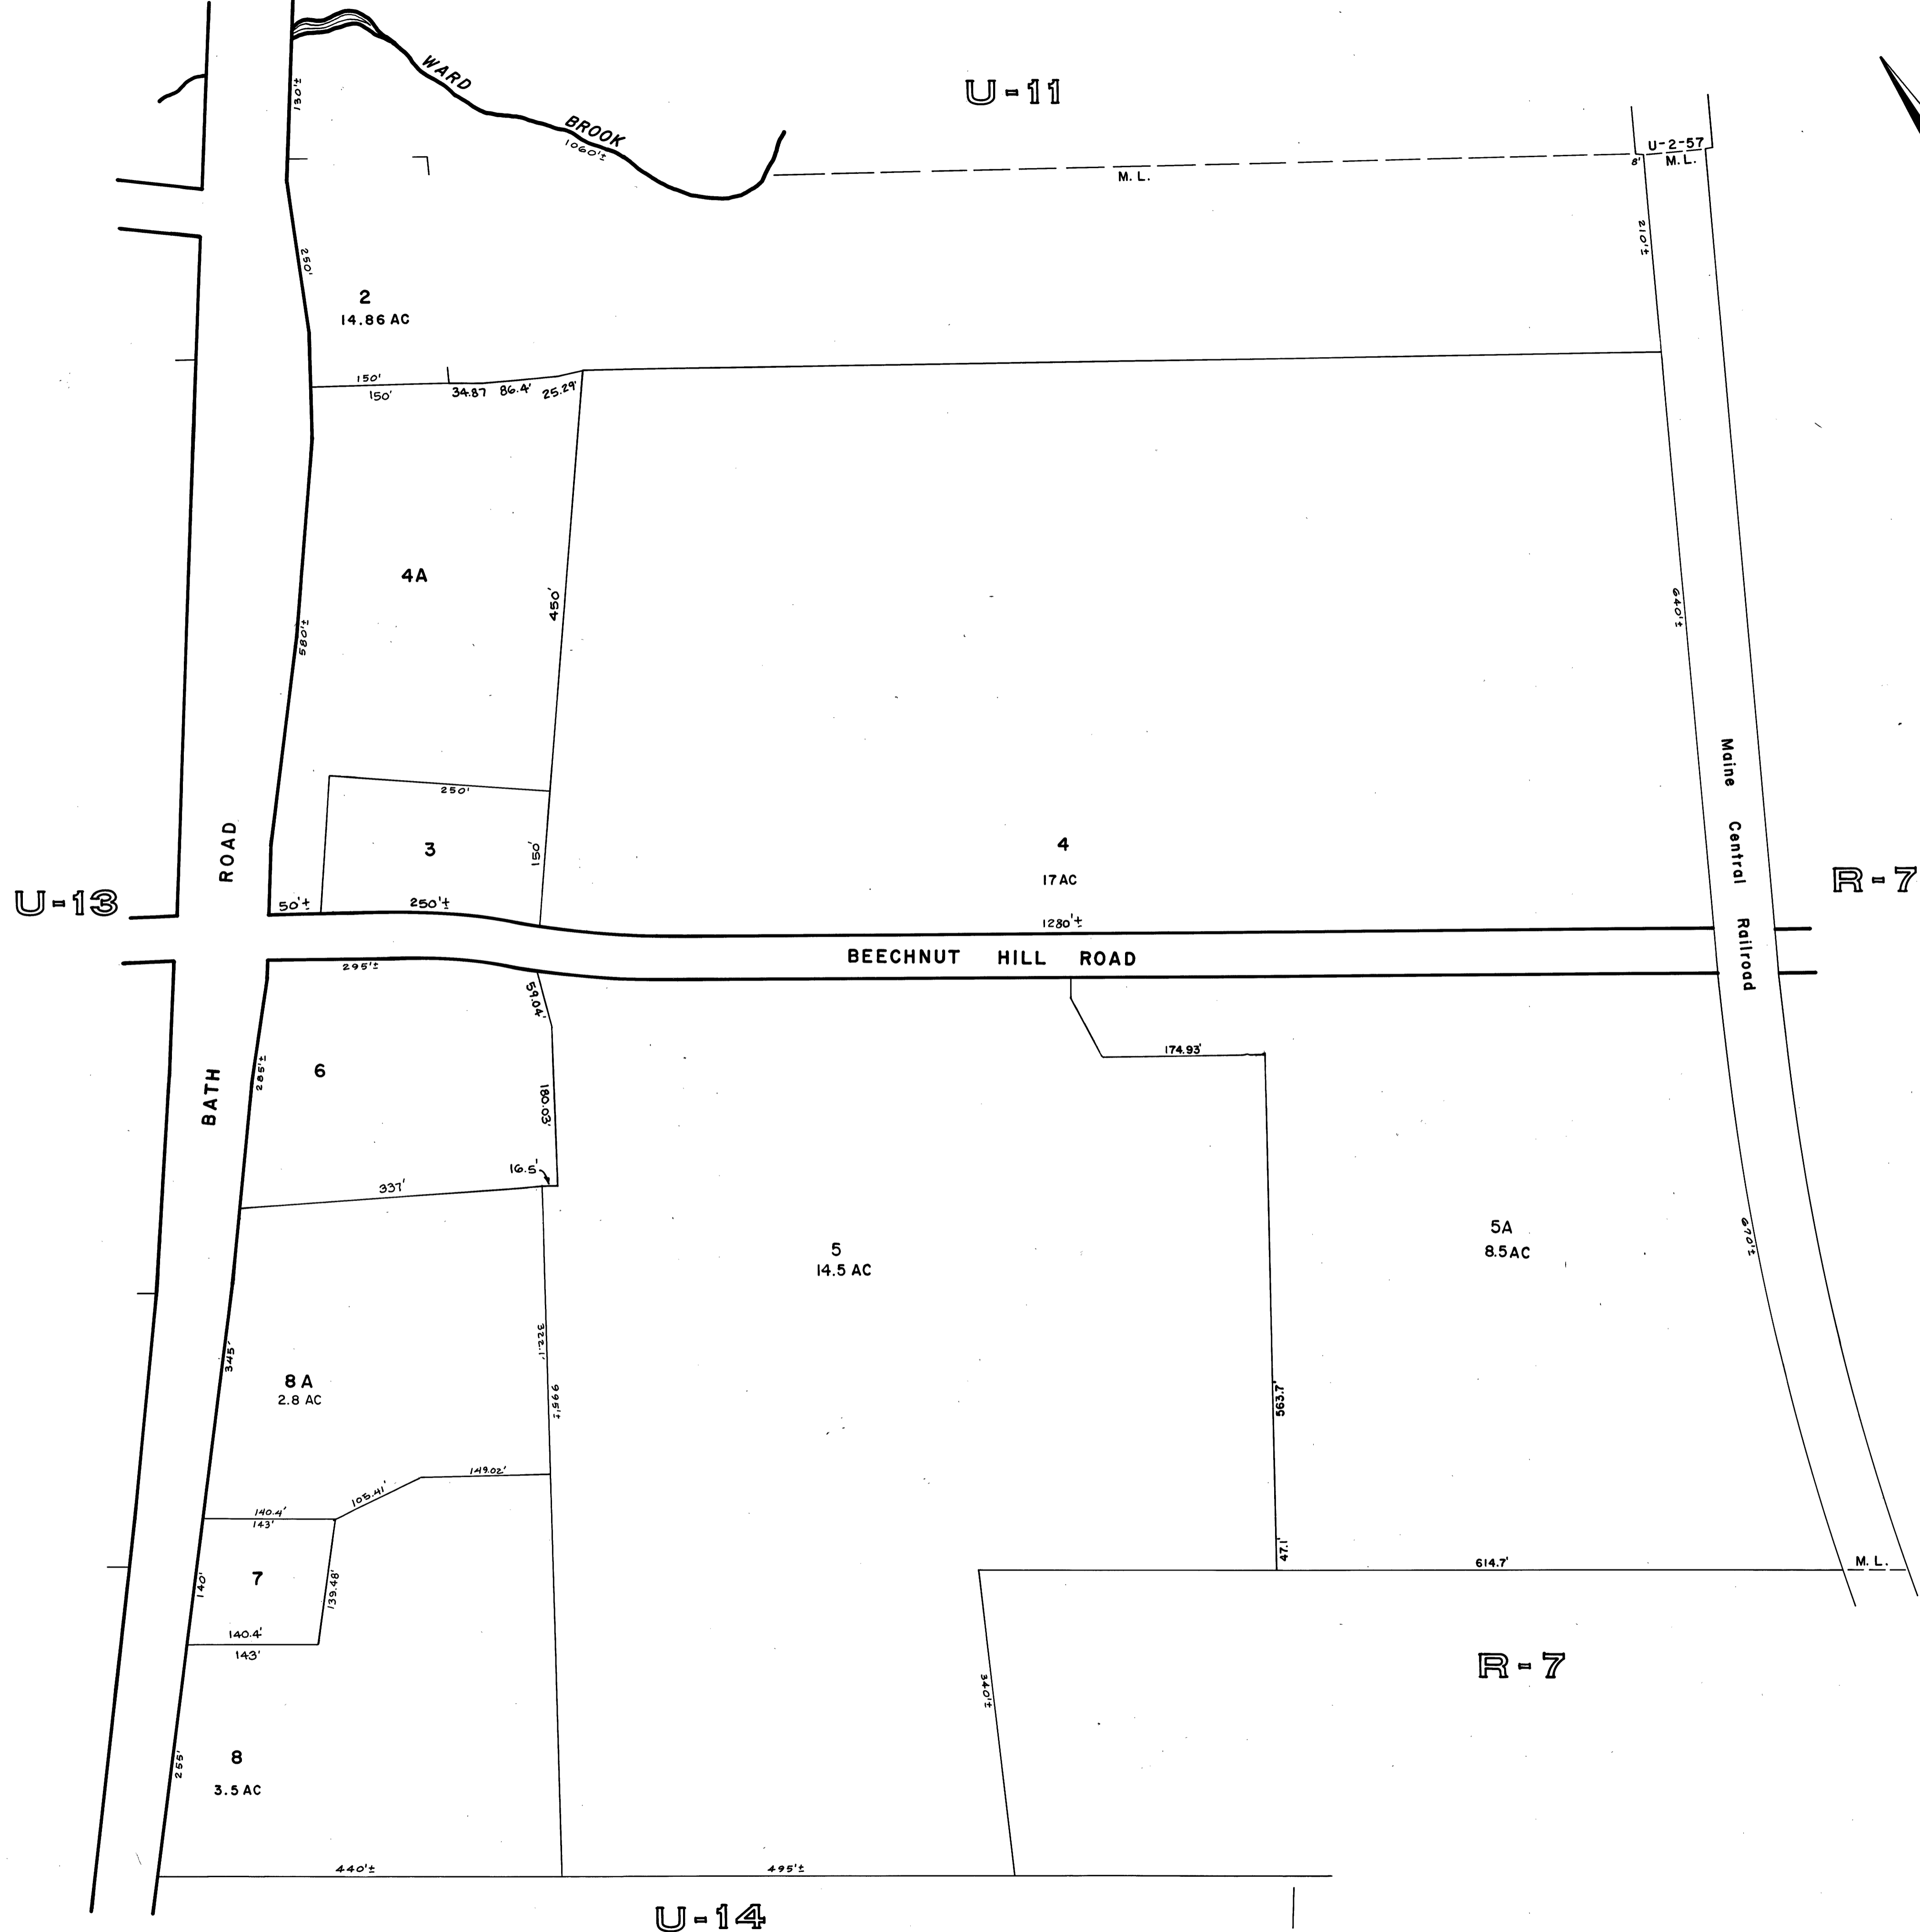 WARD
U-11
130'±
BROOK
1060'±
U-2-57
8'
M. L.
M. L.
210'±
250'
2
14.86 AC
150'
150'
34.87
86.4'
25.29'
4A
450'
580'±
640'±
Maine Central Railroad
250'
3
150'
4
17 AC
ROAD
R-7
U-13
50'±
250'±
1280'±
BEECHNUT HILL ROAD
295'±
59.04'
174.93'
6
285'±
BATH
180.03'
16.5'
337'
5
14.5 AC
5A
8.5 AC
670'±
322.1'
345'
8 A
2.8 AC
995'±
563.7'
149.02'
105.41'
140.4'
143'
47.1'
614.7'
M. L.
7
140'
139.48'
140.4'
143'
R-7
340'±
8
255'
3.5 AC
440'±
495'±
U-14